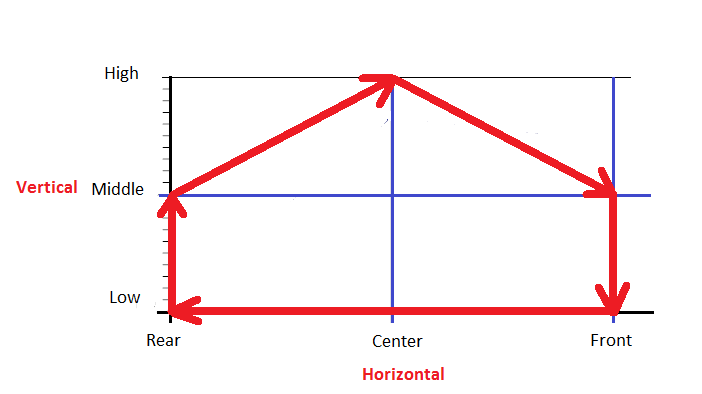 High
Vertical Middle
Low
Rear Center Front
Horizontal